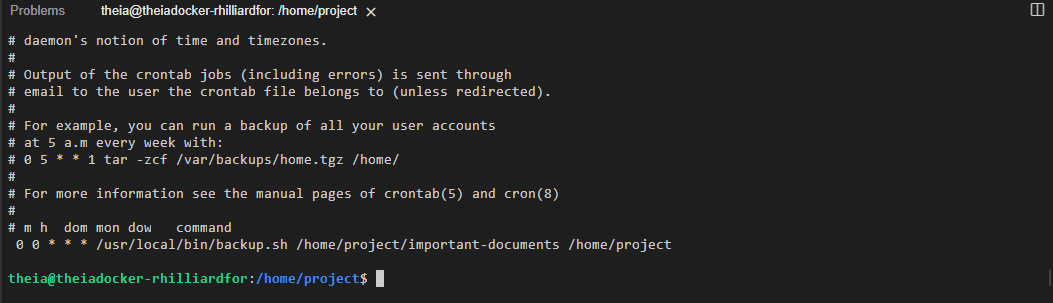 Problems theia@theiadocker-rhilliardfor: /home/project ×
# daemon's notion of time and timezones.
#
# Output of the crontab jobs (including errors) is sent through
# email to the user the crontab file belongs to (unless redirected).
#
# For example, you can run a backup of all your user accounts
# at 5 a.m every week with:
# 0 5 * * 1 tar -zcf /var/backups/home.tgz /home/
#
# For more information see the manual pages of crontab(5) and cron(8)
#
# m h  dom mon dow   command
 0 0 * * * /usr/local/bin/backup.sh /home/project/important-documents /home/project
theia@theiadocker-rhilliardfor:/home/project$